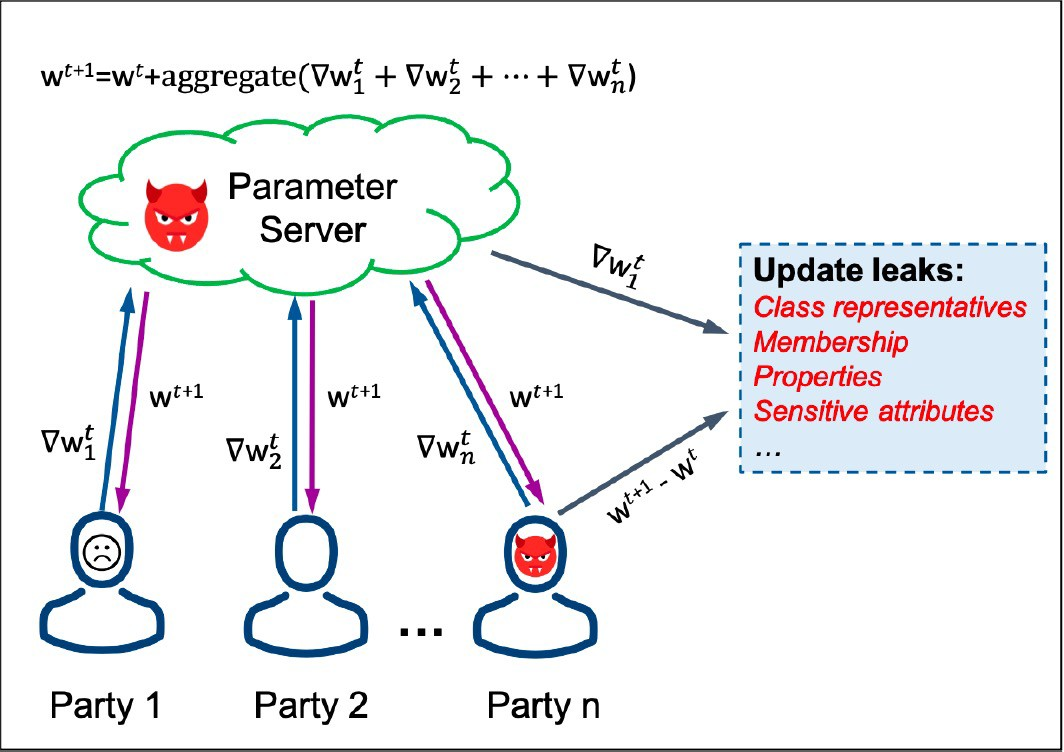 w^{t+1}=w^t+aggregate(∇w_1^t + ∇w_2^t + ⋯ + ∇w_n^t)
Parameter
Server
∇w_1^t
Update leaks:
Class representatives
Membership
Properties
Sensitive attributes
...
∇w_1^t
w^{t+1}
∇w_2^t
w^{t+1}
∇w_n^t
w^{t+1}
w^{t+1} - w^t
...
Party 1
Party 2
Party n